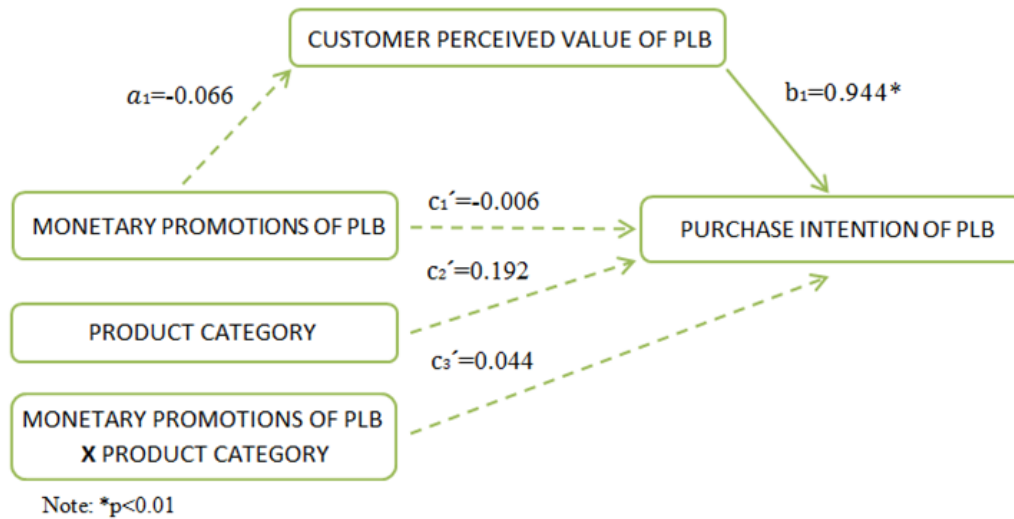 CUSTOMER PERCEIVED VALUE OF PLB
a₁=-0.066
b₁=0.944*
MONETARY PROMOTIONS OF PLB
c₁´=-0.006
PURCHASE INTENTION OF PLB
c₂´=0.192
PRODUCT CATEGORY
c₃´=0.044
MONETARY PROMOTIONS OF PLB
X PRODUCT CATEGORY
Note: *p<0.01